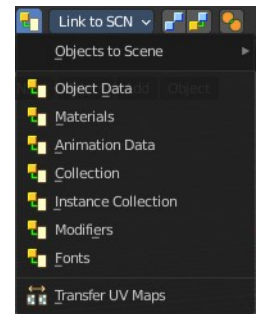 Link to SCN
Objects to Scene
Object Data
Materials
Animation Data
Collection
Instance Collection
Modifiers
Fonts
Transfer UV Maps